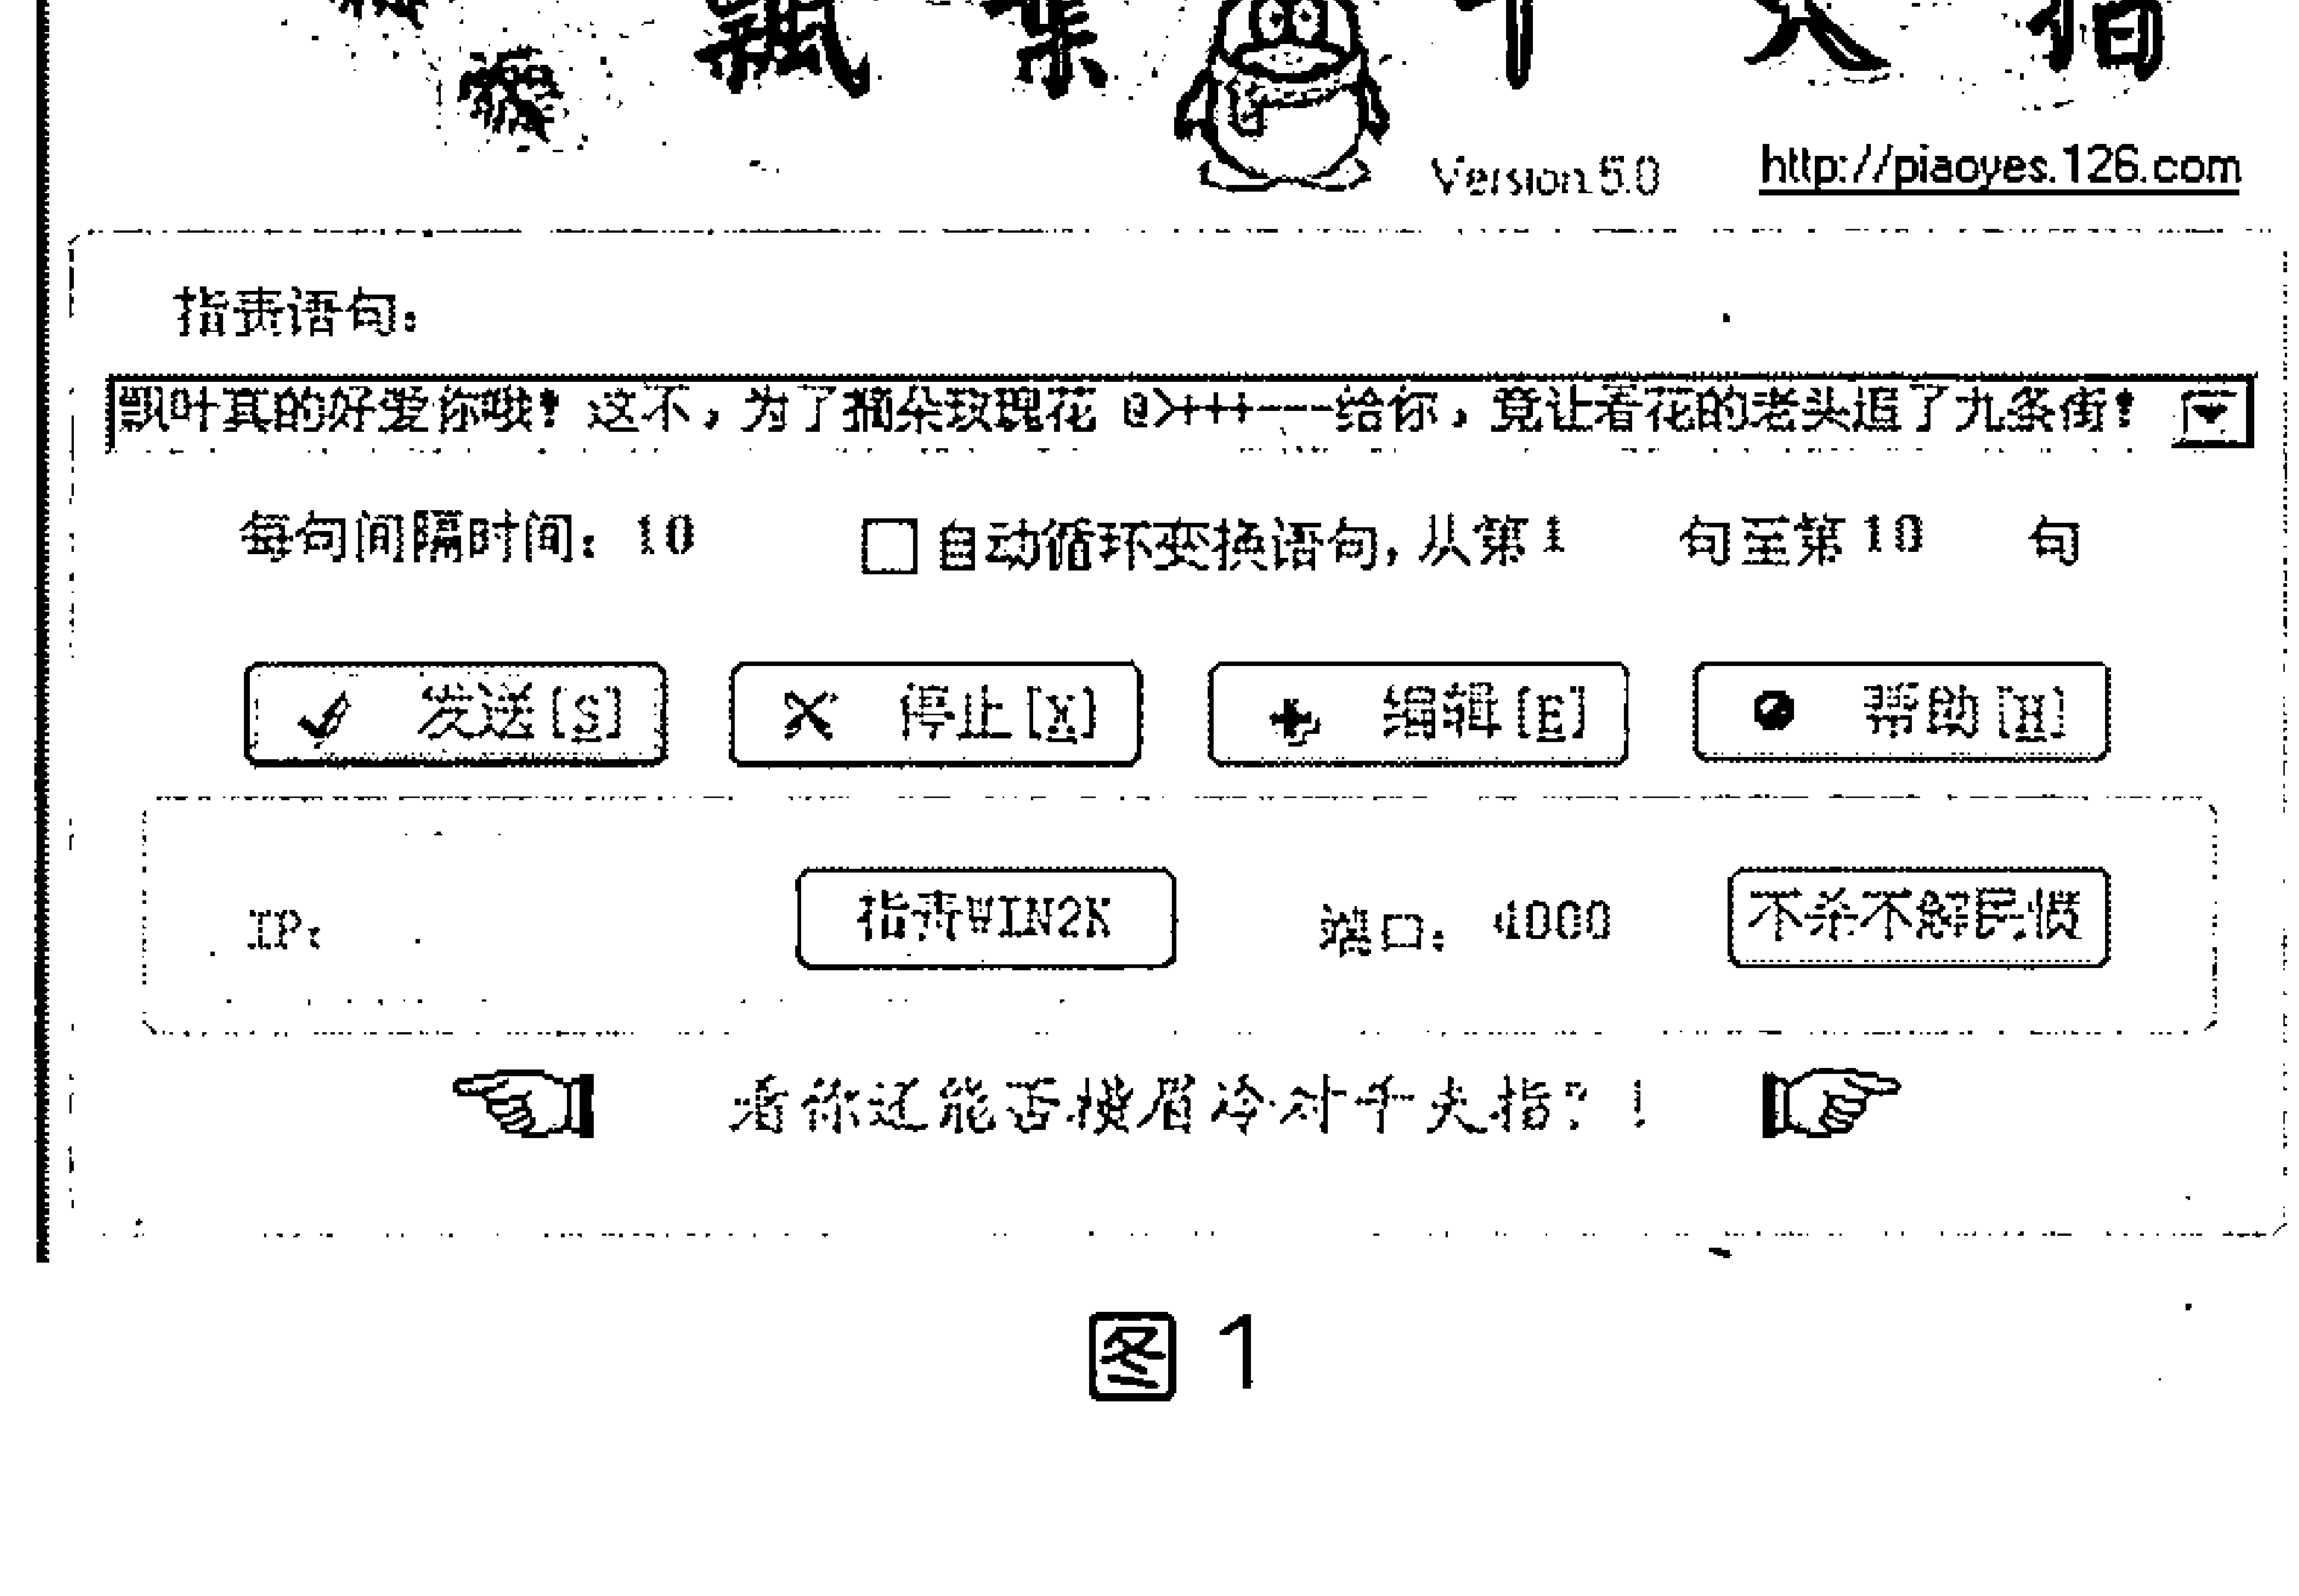 飄葉千夫指
Version 5.0 http://piaoyes.126.com
指责语句:
飘叶真的好爱你哦! 这不, 为了摘朵玫瑰花 @>+++---给你, 竟让看花的老头追了九条街!
每句间隔时间: 10 自动循环变换语句, 从第 1 句至第 10 句
发送[S] 停止[X] 编辑[E] 帮助[H]
IP: 指责WIN2K 端口: 4000 不杀不解民愤
看你还能否横眉冷对千夫指?!
图 1